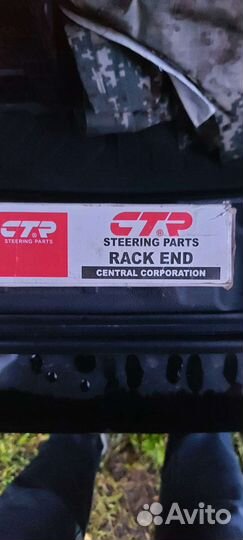 CTR®
STEERING PARTS
CTR®
STEERING PARTS
RACK END
CENTRAL CORPORATION
Avito